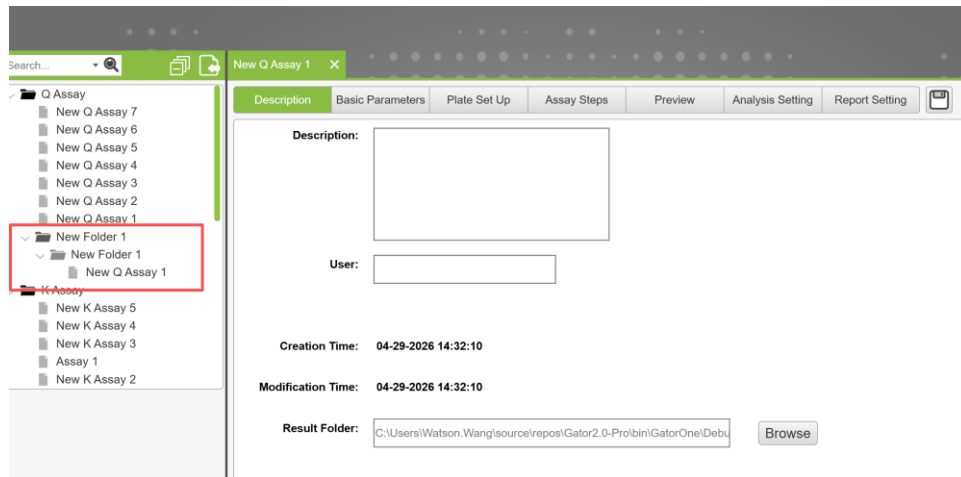 Search...
New Q Assay 1
Q Assay
New Q Assay 7
New Q Assay 6
New Q Assay 5
New Q Assay 4
New Q Assay 3
New Q Assay 2
New Q Assay 1
New Folder 1
New Folder 1
New Q Assay 1
K Assay
New K Assay 5
New K Assay 4
New K Assay 3
Assay 1
New K Assay 2
Description Basic Parameters Plate Set Up Assay Steps Preview Analysis Setting Report Setting
Description:
User:
Creation Time: 04-29-2026 14:32:10
Modification Time: 04-29-2026 14:32:10
Result Folder: C:\Users\Watson.Wang\source\repos\Gator2.0-Pro\bin\GatorOne\Debu Browse